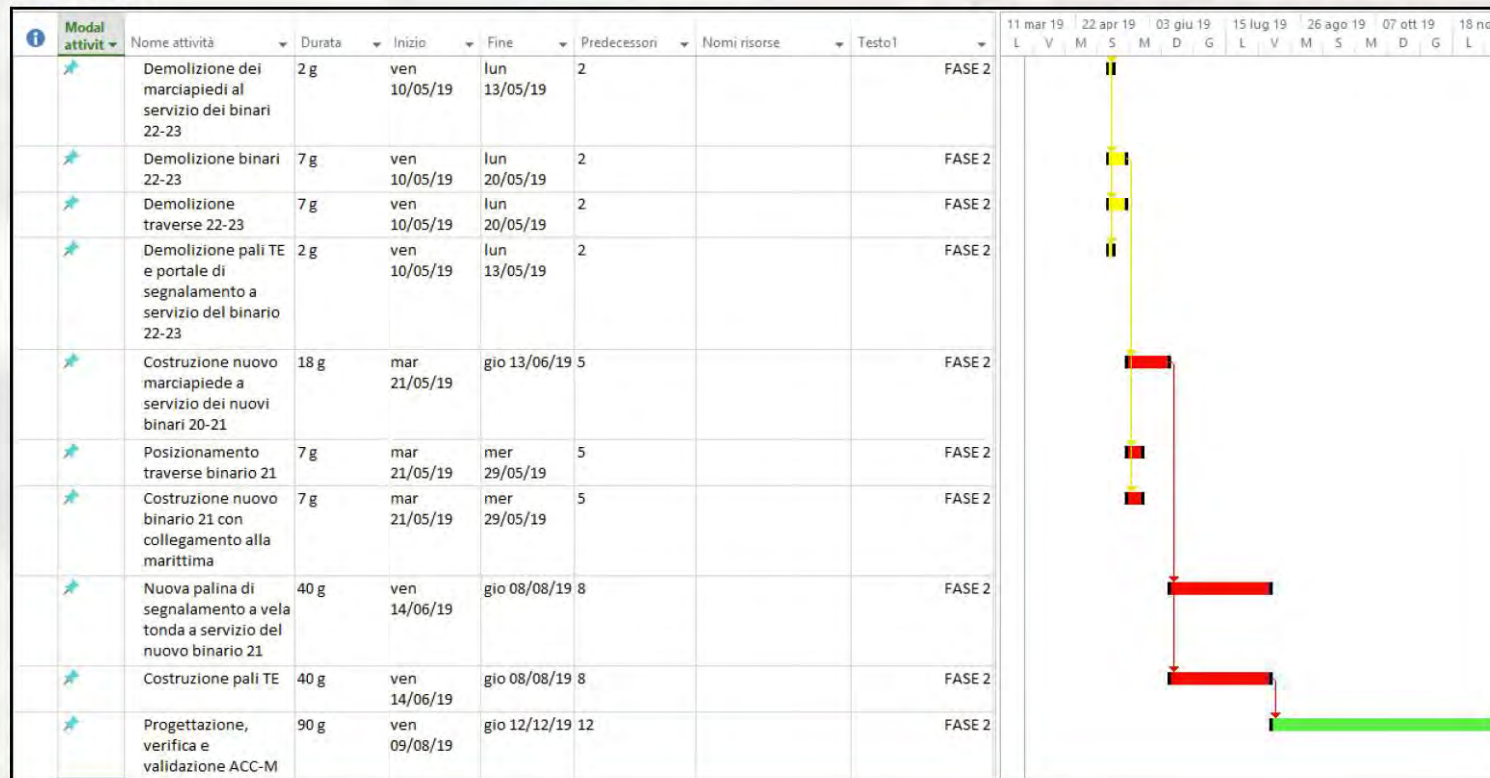 Modal
attivit Nome attività Durata Inizio Fine Predecessori Nomi risorse Testo1
11 mar 19 22 apr 19 03 giu 19 15 lug 19 26 ago 19 07 ott 19 18 no
L V M S M D G L V M S M D G L
Demolizione dei 2 g ven lun 2 FASE 2
marciapiedi al 10/05/19 13/05/19
servizio dei binari
22-23
Demolizione binari 7 g ven lun 2 FASE 2
22-23 10/05/19 20/05/19
Demolizione 7 g ven lun 2 FASE 2
traverse 22-23 10/05/19 20/05/19
Demolizione pali TE 2 g ven lun 2 FASE 2
e portale di 10/05/19 13/05/19
segnalamento a
servizio del binario
22-23
Costruzione nuovo 18 g mar gio 13/06/19 5 FASE 2
marciapiede a 21/05/19
servizio dei nuovi
binari 20-21
Posizionamento 7 g mar mer 5 FASE 2
traverse binario 21 21/05/19 29/05/19
Costruzione nuovo 7 g mar mer 5 FASE 2
binario 21 con 21/05/19 29/05/19
collegamento alla
marittima
Nuova palina di 40 g ven gio 08/08/19 8 FASE 2
segnalamento a vela 14/06/19
tonda a servizio del
nuovo binario 21
Costruzione pali TE 40 g ven gio 08/08/19 8 FASE 2
14/06/19
Progettazione, 90 g ven gio 12/12/19 12 FASE 2
verifica e 09/08/19
validazione ACC-M